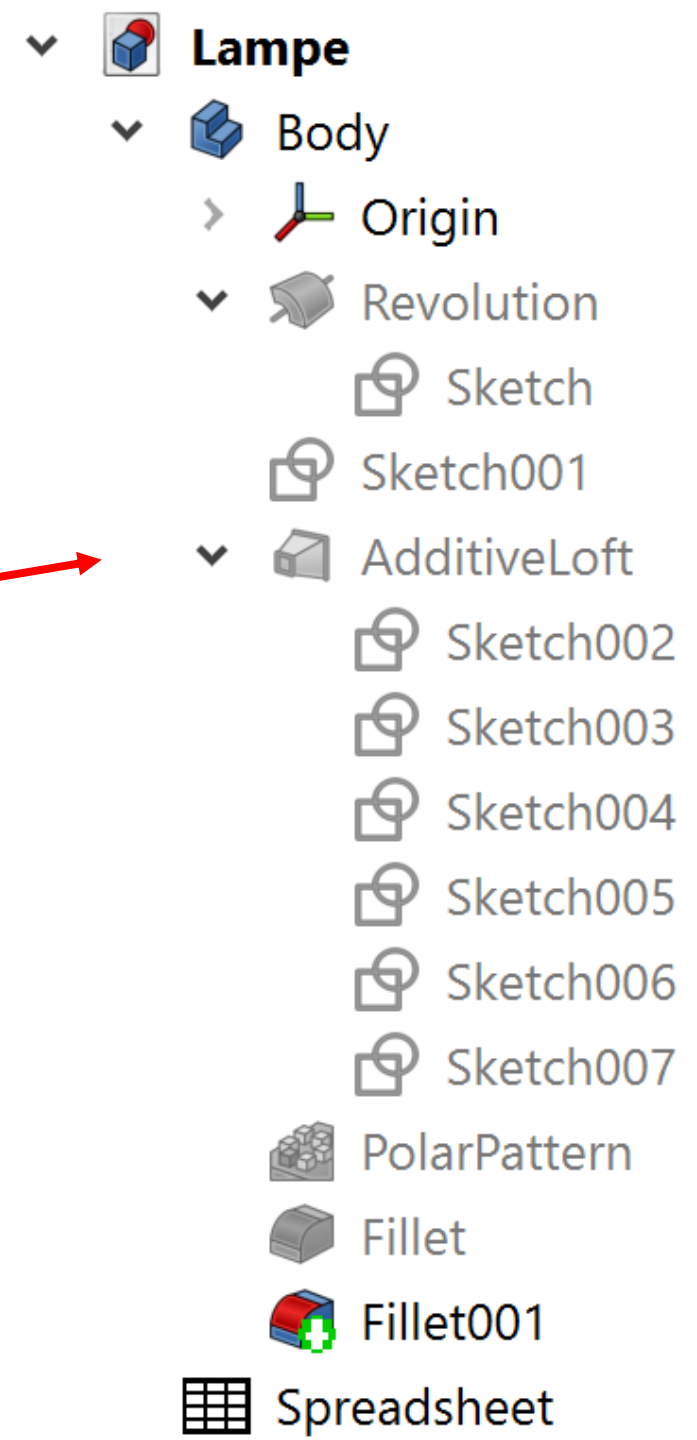 Lampe
Body
Origin
Revolution
Sketch
Sketch001
AdditiveLoft
Sketch002
Sketch003
Sketch004
Sketch005
Sketch006
Sketch007
PolarPattern
Fillet
Fillet001
Spreadsheet